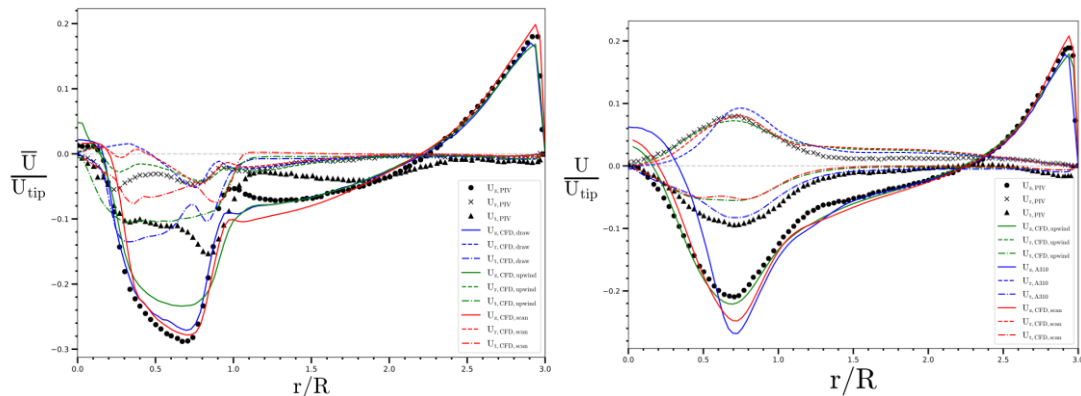 0.2
0.1
0.0
−0.1
−0.2
−0.3
U
U_tip
U_a, PIV
U_r, PIV
U_t, PIV
U_a, CFD, draw
U_r, CFD, draw
U_t, CFD, draw
U_a, CFD, upwind
U_r, CFD, upwind
U_t, CFD, upwind
U_a, CFD, scan
U_r, CFD, scan
U_t, CFD, scan
0.0 0.5 1.0 1.5 2.0 2.5 3.0
r/R
0.2
0.1
0.0
−0.1
−0.2
U
U_tip
U_a, PIV
U_r, PIV
U_t, PIV
U_a, CFD, upwind
U_r, CFD, upwind
U_t, CFD, upwind
U_a, A310
U_r, A310
U_t, A310
U_a, CFD, scan
U_r, CFD, scan
U_t, CFD, scan
0.0 0.5 1.0 1.5 2.0 2.5 3.0
r/R